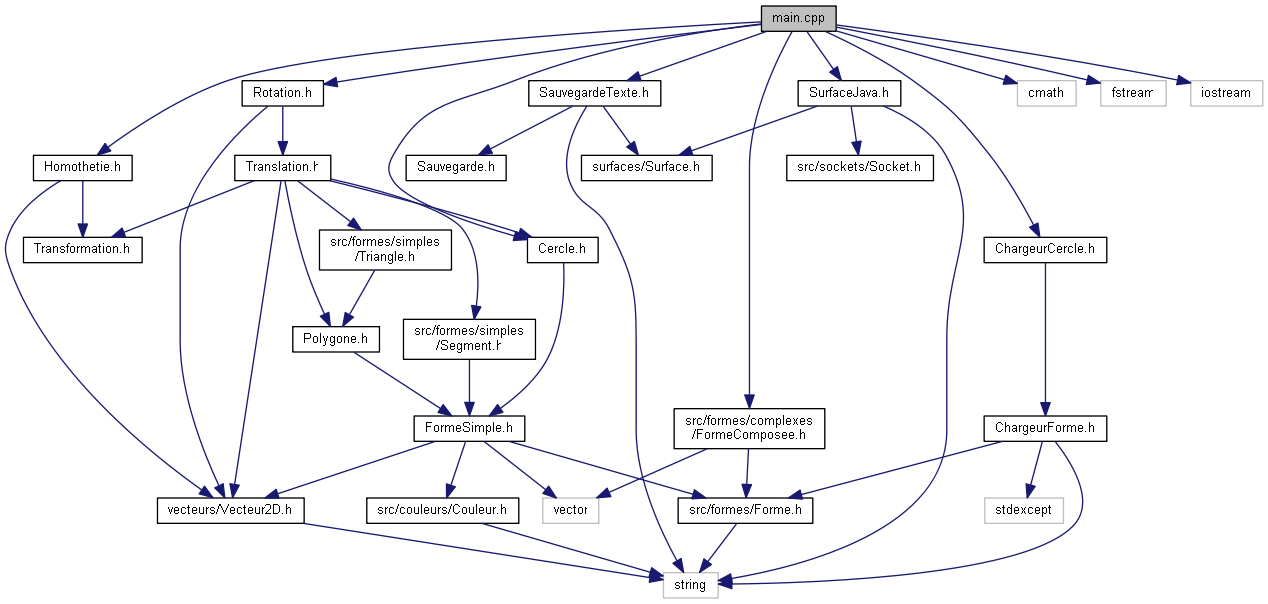 main.cpp
Rotation.h
SauvegardeTexte.h
SurfaceJava.h
cmath
fstream
iostream
Homothetie.h
Translation.h
Sauvegarde.h
surfaces/Surface.h
src/sockets/Socket.h
Transformation.h
src/formes/simples
/Triangle.h
Cercle.h
ChargeurCercle.h
Polygone.h
src/formes/simples
/Segment.h
FormeSimple.h
src/formes/complexes
/FormeComposee.h
ChargeurForme.h
vecteurs/Vecteur2D.h
src/couleurs/Couleur.h
vector
src/formes/Forme.h
stdexcept
string